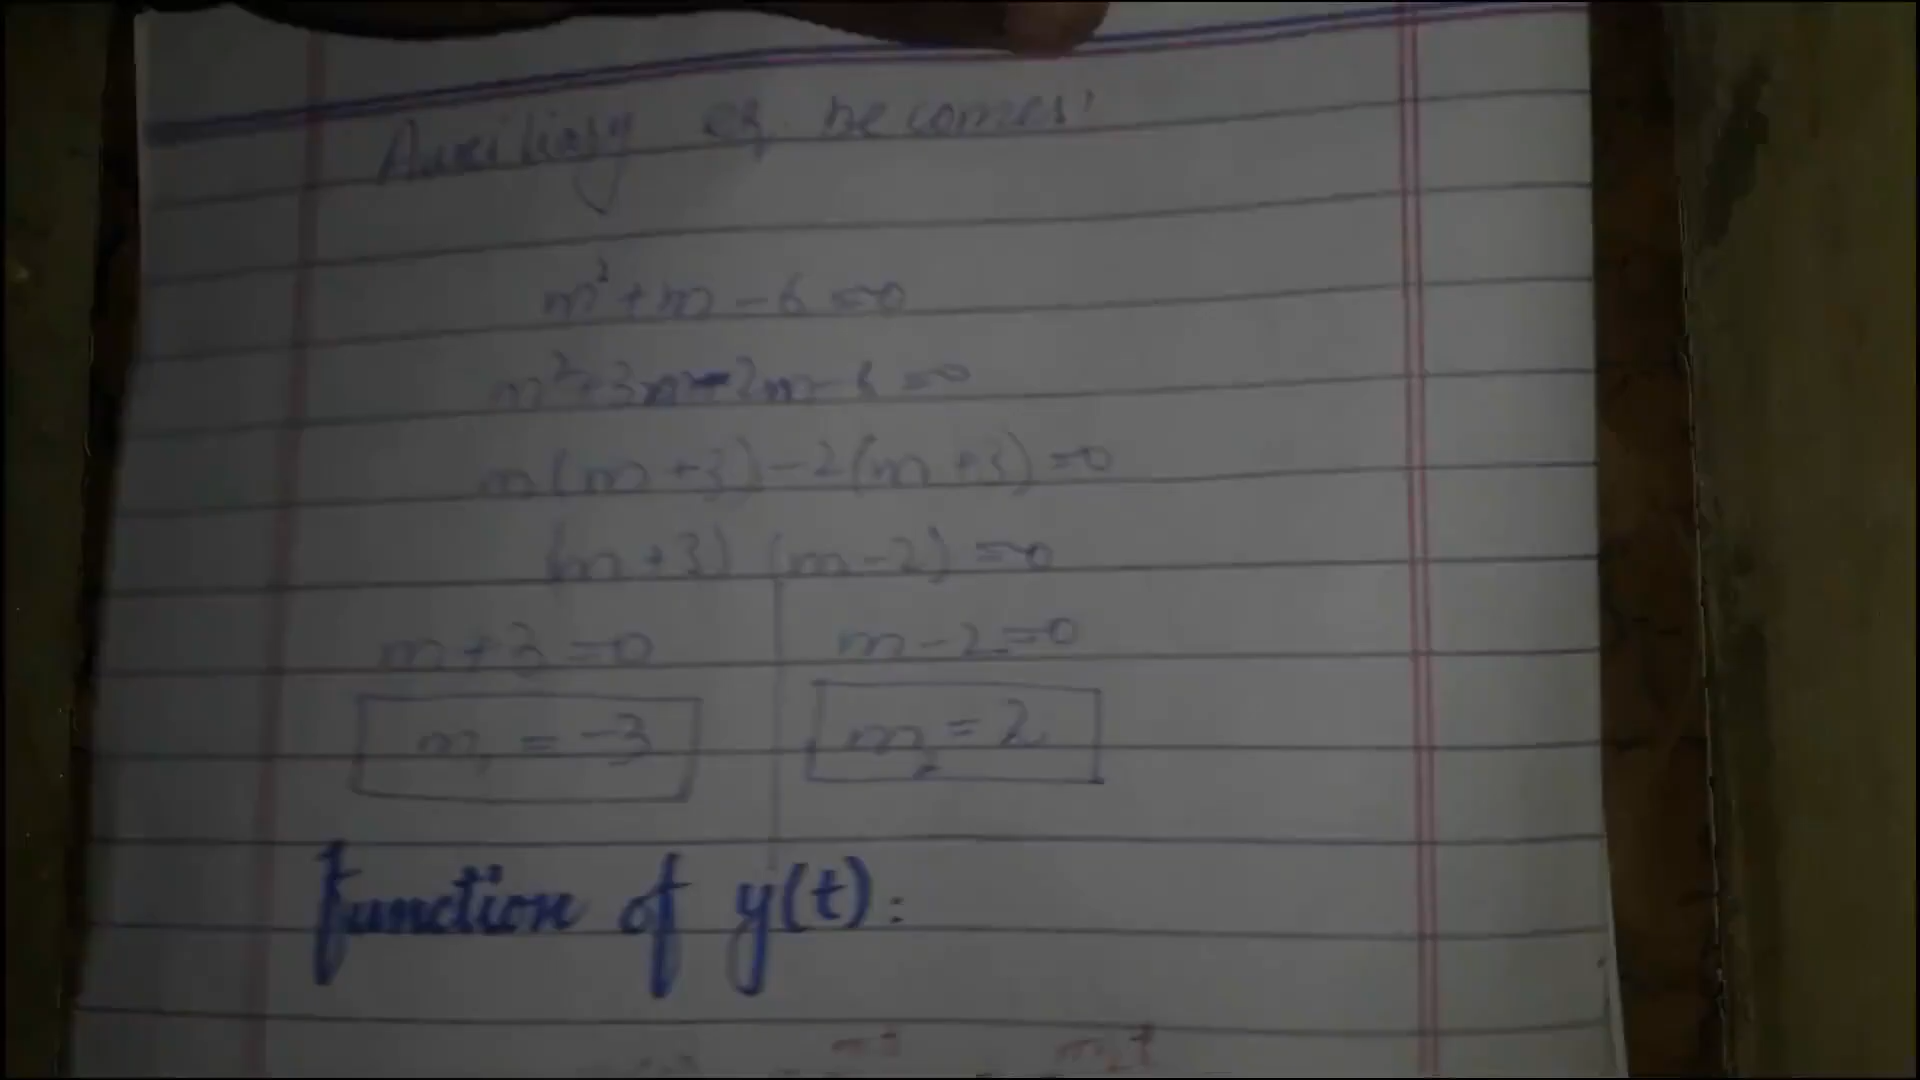 Auxiliary eq becomes:
m² + m - 6 = 0
m² + 3m - 2m - 6 = 0
m(m + 3) - 2(m + 3) = 0
(m + 3) (m - 2) = 0
m + 3 = 0 m - 2 = 0
m₁ = -3 m₂ = 2
Function of y(t):